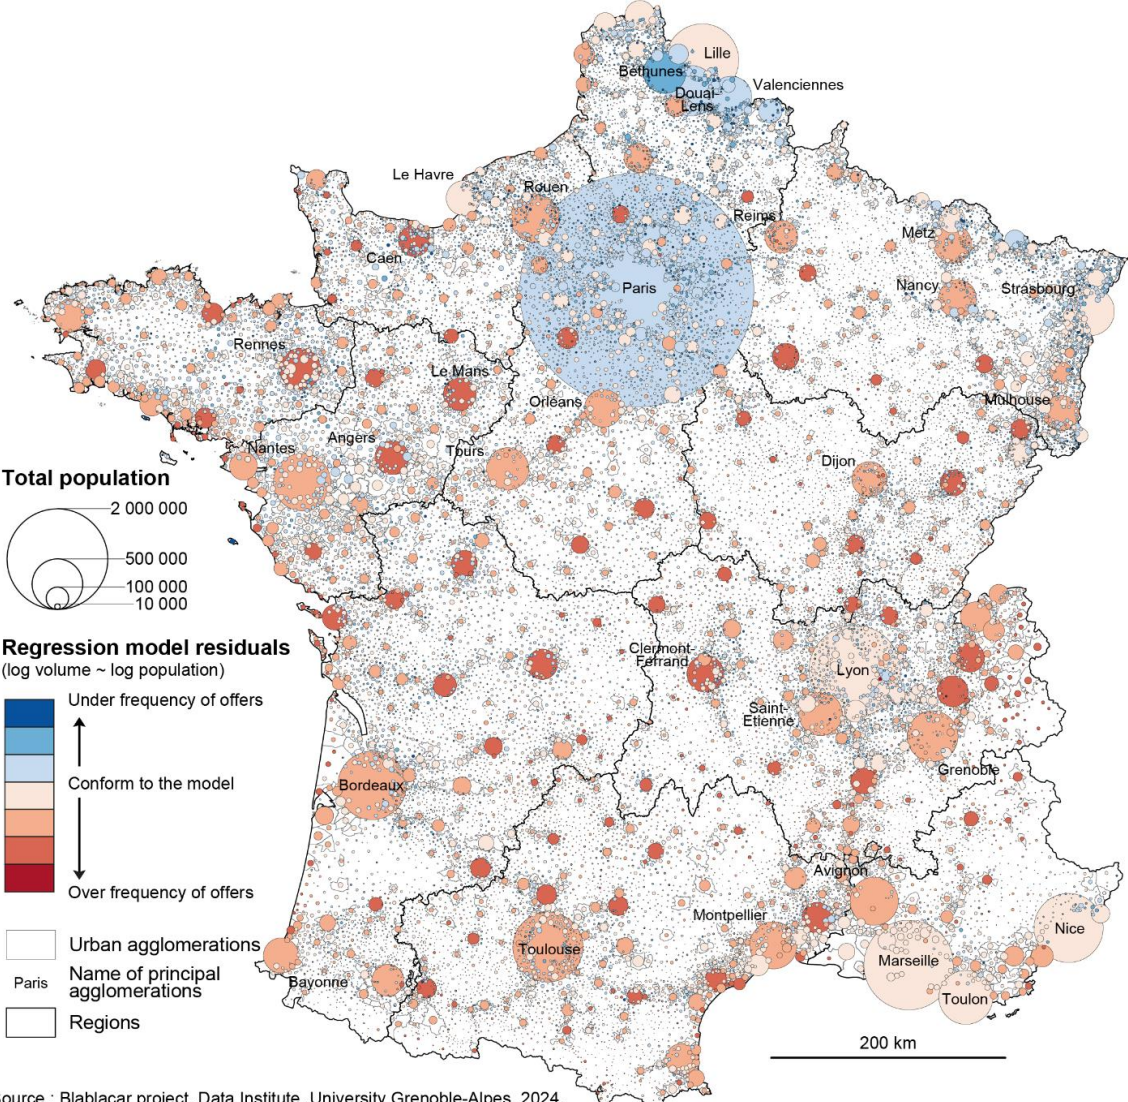 Lille
Béthunes
Valenciennes
Douai-
Lens
Le Havre
Rouen
Reims
Metz
Caen
Paris
Nancy
Strasbourg
Rennes
Le Mans
Orléans
Mulhouse
Nantes
Angers
Tours
Dijon
Total population
2 000 000
500 000
100 000
10 000
Regression model residuals
(log volume ~ log population)
Under frequency of offers
Conform to the model
Over frequency of offers
Clermont-
Ferrand
Lyon
Saint-
Etienne
Grenoble
Bordeaux
Avignon
Montpellier
Nice
Toulouse
Marseille
Bayonne
Toulon
Urban agglomerations
Paris
Name of principal
agglomerations
Regions
200 km
ource : Blablacar project, Data Institute, University Grenoble-Alpes, 2024